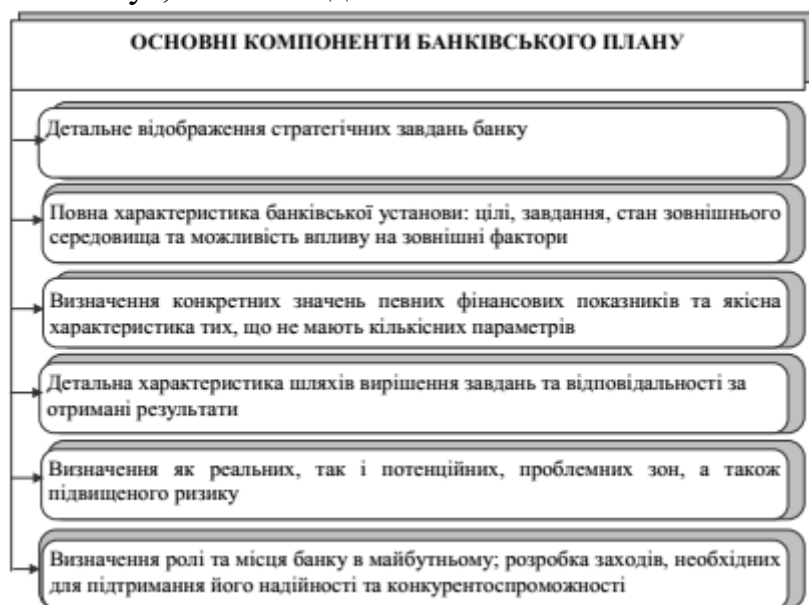 ОСНОВНІ КОМПОНЕНТИ БАНКІВСЬКОГО ПЛАНУ
Детальне відображення стратегічних завдань банку
Повна характеристика банківської установи: цілі, завдання, стан зовнішнього
середовища та можливість впливу на зовнішні фактори
Визначення конкретних значень певних фінансових показників та якісна
характеристика тих, що не мають кількісних параметрів
Детальна характеристика шляхів вирішення завдань та відповідальності за
отримані результати
Визначення як реальних, так і потенційних, проблемних зон, а також
підвищеного ризику
Визначення ролі та місця банку в майбутньому; розробка заходів, необхідних
для підтримання його надійності та конкурентоспроможності